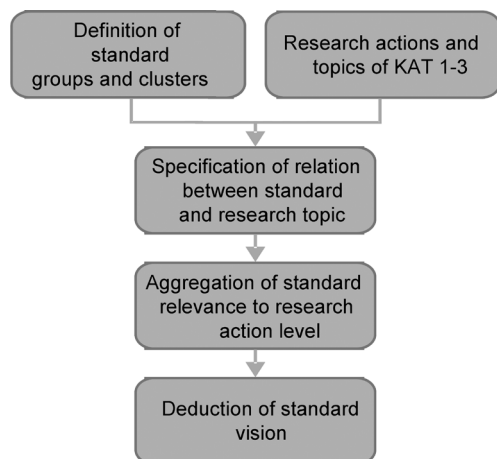 Definition of
standard
groups and clusters
Research actions and
topics of KAT 1-3
Specification of relation
between standard
and research topic
Aggregation of standard
relevance to research
action level
Deduction of standard
vision